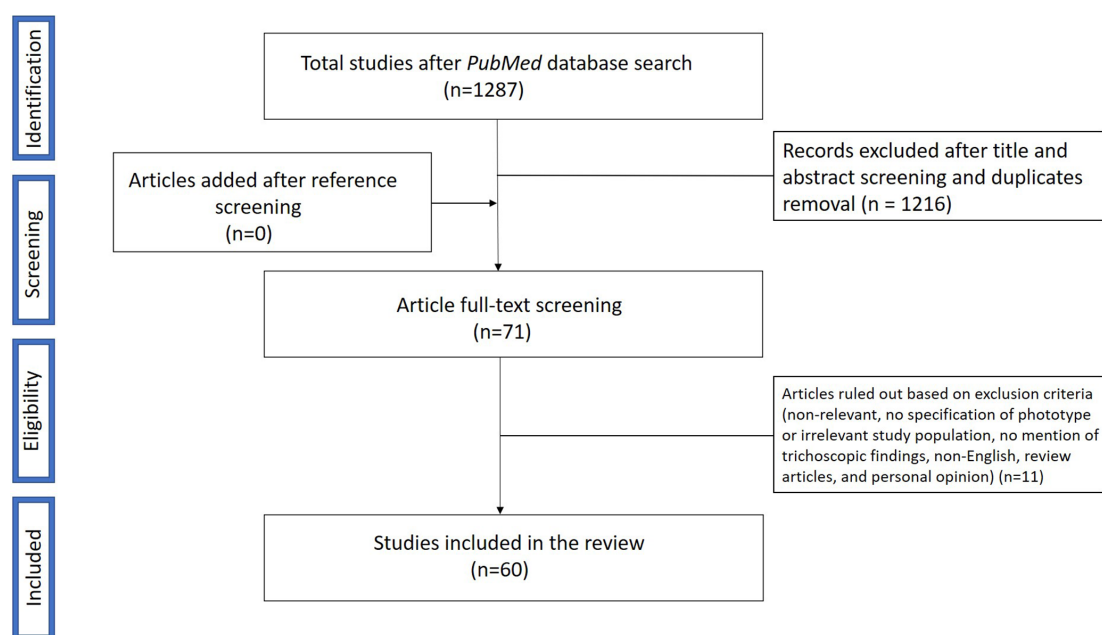 Identification
Total studies after PubMed database search
(n=1287)
Records excluded after title and
abstract screening and duplicates
removal (n = 1216)
Screening
Articles added after reference
screening
(n=0)
Article full-text screening
(n=71)
Eligibility
Articles ruled out based on exclusion criteria
(non-relevant, no specification of phototype
or irrelevant study population, no mention of
trichoscopic findings, non-English, review
articles, and personal opinion) (n=11)
Included
Studies included in the review
(n=60)